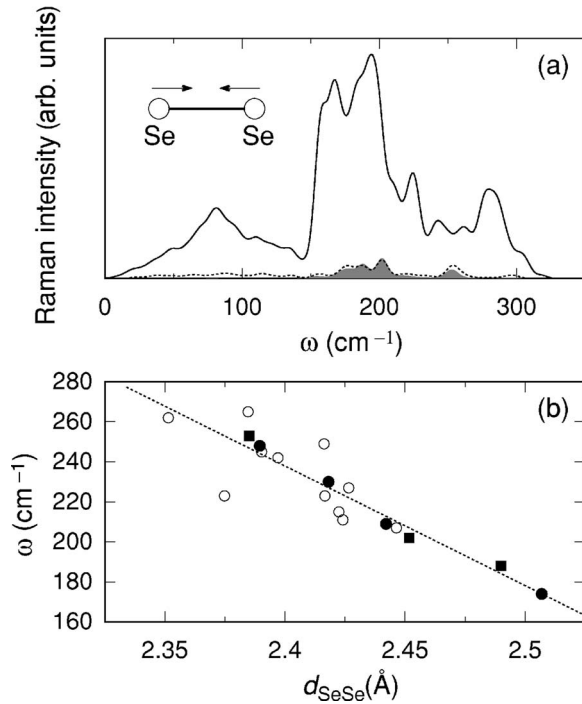 Raman intensity (arb. units)
(a)
Se Se
0 100 200 300
ω (cm⁻¹)
(b)
280
260
240
220
200
180
160
ω (cm⁻¹)
2.35 2.4 2.45 2.5
d_SeSe(Å)